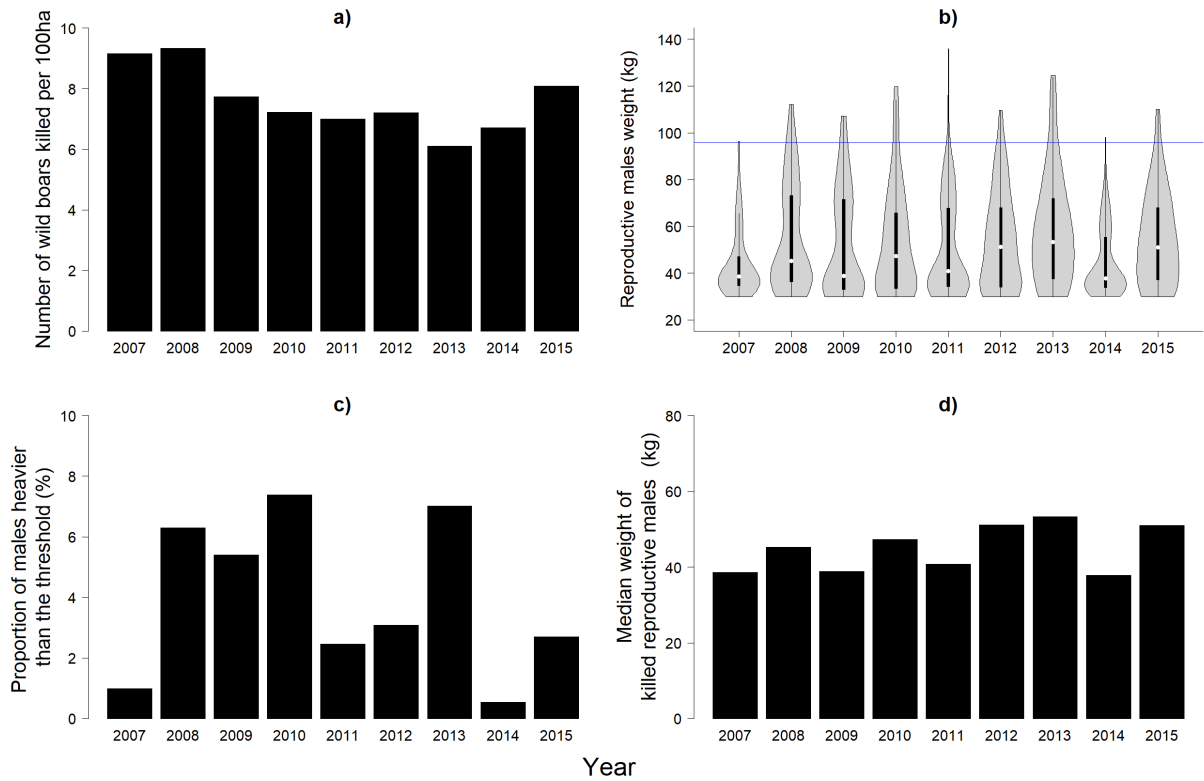 a)
Number of wild boars killed per 100ha
10
8
6
4
2
0
2007 2008 2009 2010 2011 2012 2013 2014 2015
b)
Reproductive males weight (kg)
140
120
100
80
60
40
20
2007 2008 2009 2010 2011 2012 2013 2014 2015
c)
Proportion of males heavier
than the threshold (%)
10
8
6
4
2
0
2007 2008 2009 2010 2011 2012 2013 2014 2015
d)
Median weight of
killed reproductive males (kg)
80
60
40
20
0
2007 2008 2009 2010 2011 2012 2013 2014 2015
Year